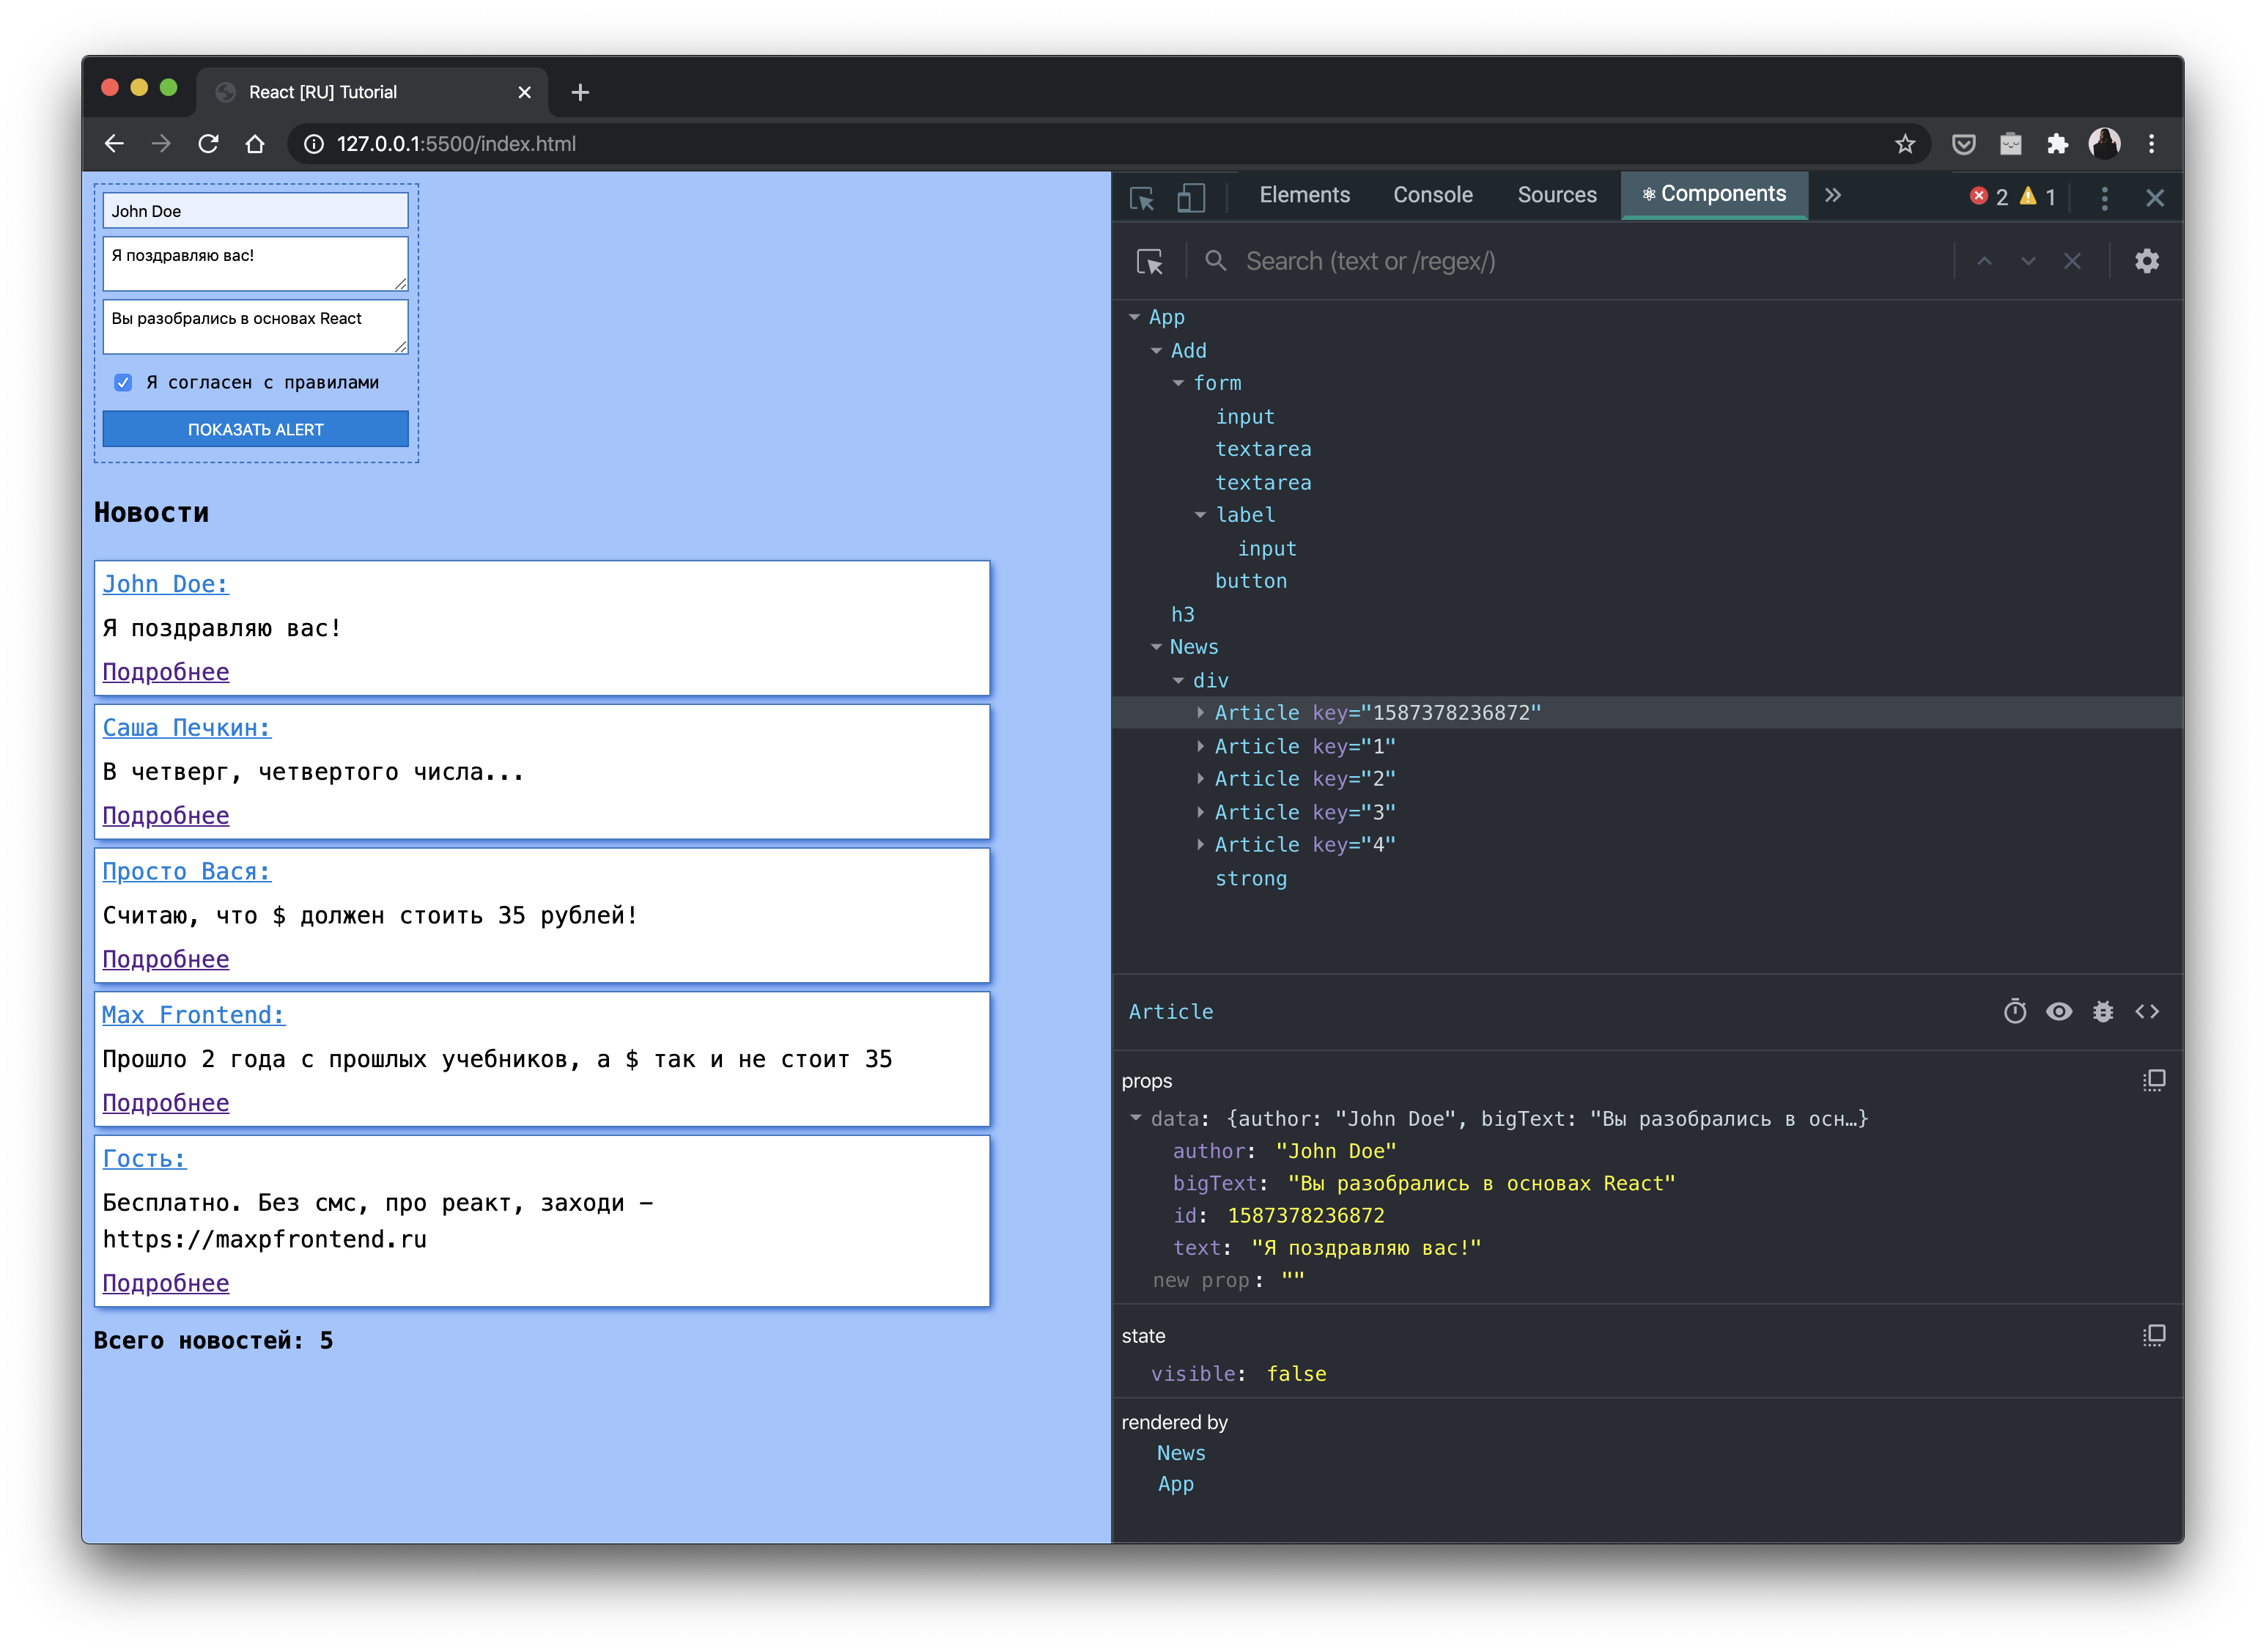 React [RU] Tutorial
127.0.0.1:5500/index.html
John Doe
Я поздравляю вас!
Вы разобрались в основах React
Я согласен с правилами
ПОКАЗАТЬ ALERT
Новости
John Doe:
Я поздравляю вас!
Подробнее
Саша Печкин:
В четверг, четвертого числа...
Подробнее
Просто Вася:
Считаю, что $ должен стоить 35 рублей!
Подробнее
Max Frontend:
Прошло 2 года с прошлых учебников, а $ так и не стоит 35
Подробнее
Гость:
Бесплатно. Без смс, про реакт, заходи –
https://maxpfrontend.ru
Подробнее
Всего новостей: 5
Elements Console Sources Components 2 1
Search (text or /regex/)
App
Add
form
input
textarea
textarea
label
input
button
h3
News
div
Article key="1587378236872"
Article key="1"
Article key="2"
Article key="3"
Article key="4"
strong
Article
props
data: {author: "John Doe", bigText: "Вы разобрались в осн…}
author: "John Doe"
bigText: "Вы разобрались в основах React"
id: 1587378236872
text: "Я поздравляю вас!"
new prop: ""
state
visible: false
rendered by
News
App